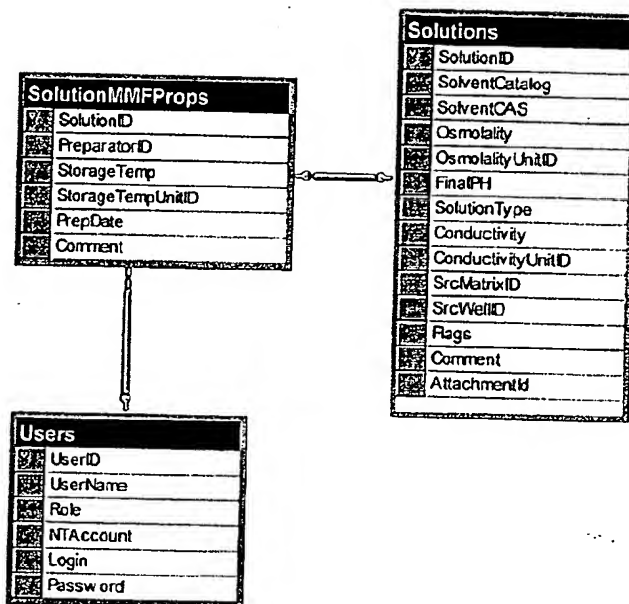 Solutions
SolutionID
SolventCatalog
SolventCAS
Osmolality
OsmolalityUnitID
FinalPH
SolutionType
Conductivity
ConductivityUnitID
SrcMatrixID
SrcWellID
Flags
Comment
AttachmentId
SolutionMMFProps
SolutionID
PreparatorID
StorageTemp
StorageTempUnitID
PrepDate
Comment
Users
UserID
UserName
Role
NTAccount
Login
Password